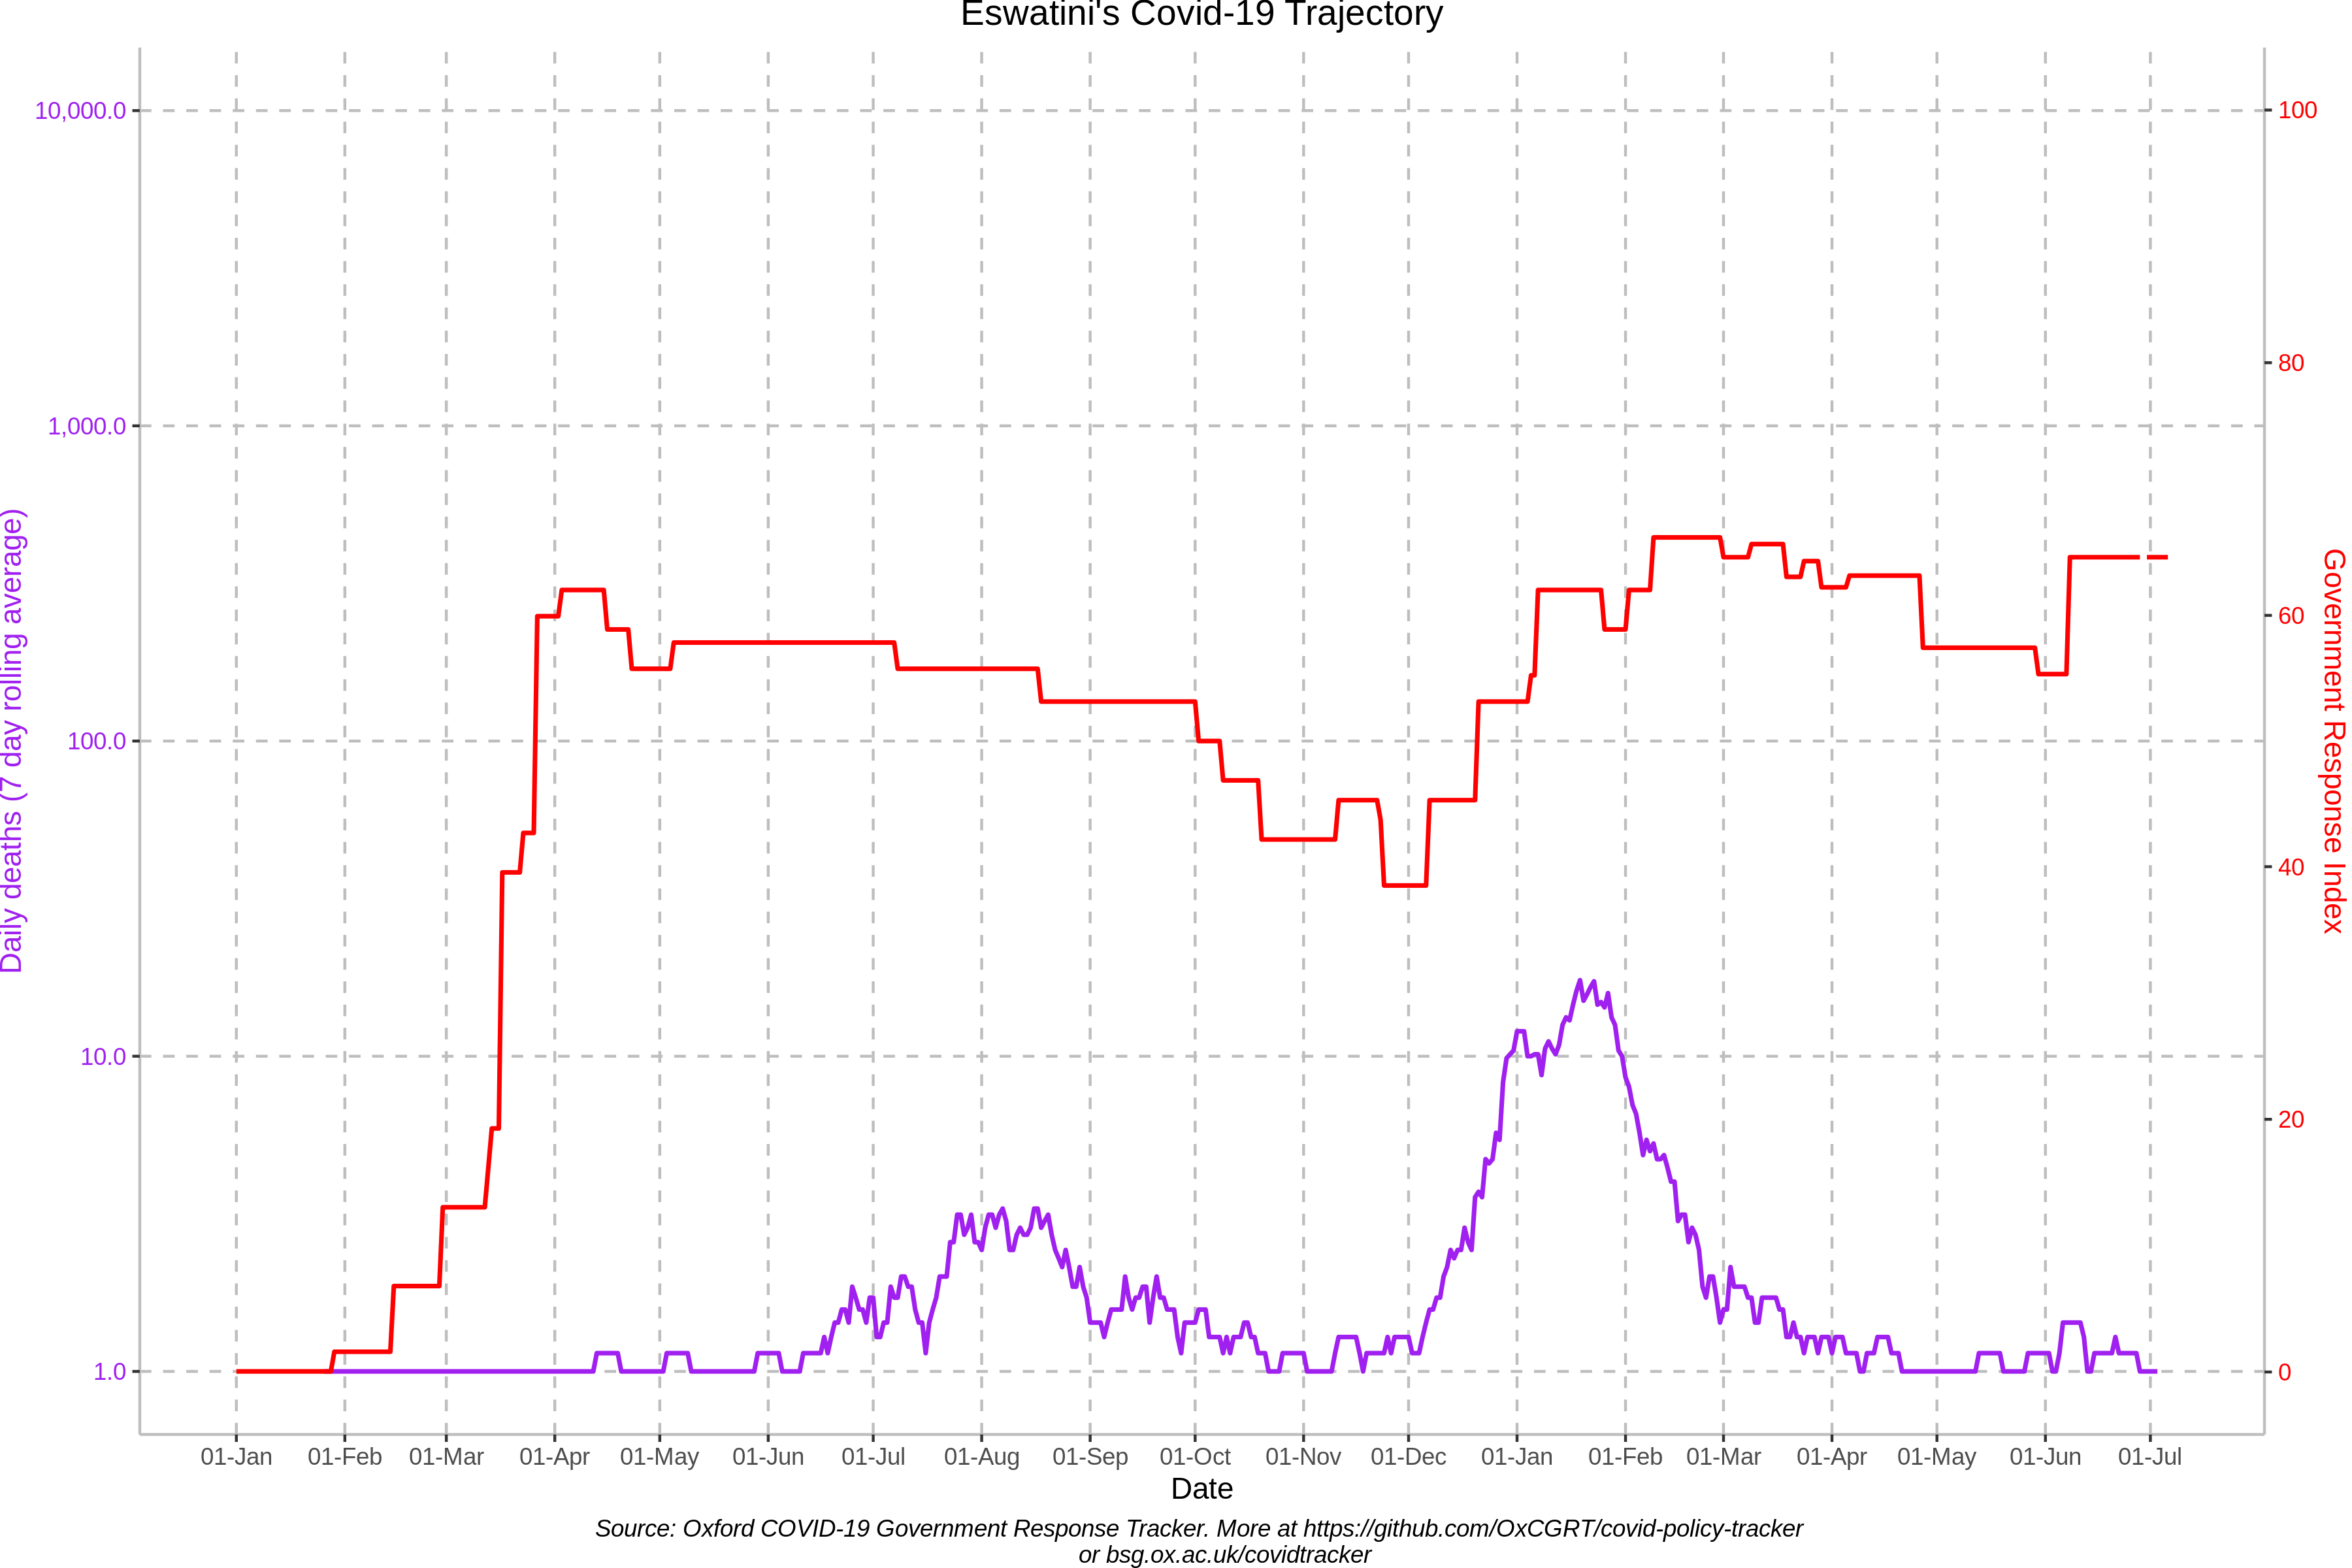 Eswatini's Covid-19 Trajectory
10,000.0
1,000.0
100.0
10.0
1.0
Daily deaths (7 day rolling average)
100
80
60
40
20
0
Government Response Index
01-Jan 01-Feb 01-Mar 01-Apr 01-May 01-Jun 01-Jul 01-Aug 01-Sep 01-Oct 01-Nov 01-Dec 01-Jan 01-Feb 01-Mar 01-Apr 01-May 01-Jun 01-Jul
Date
Source: Oxford COVID-19 Government Response Tracker. More at https://github.com/OxCGRT/covid-policy-tracker
or bsg.ox.ac.uk/covidtracker